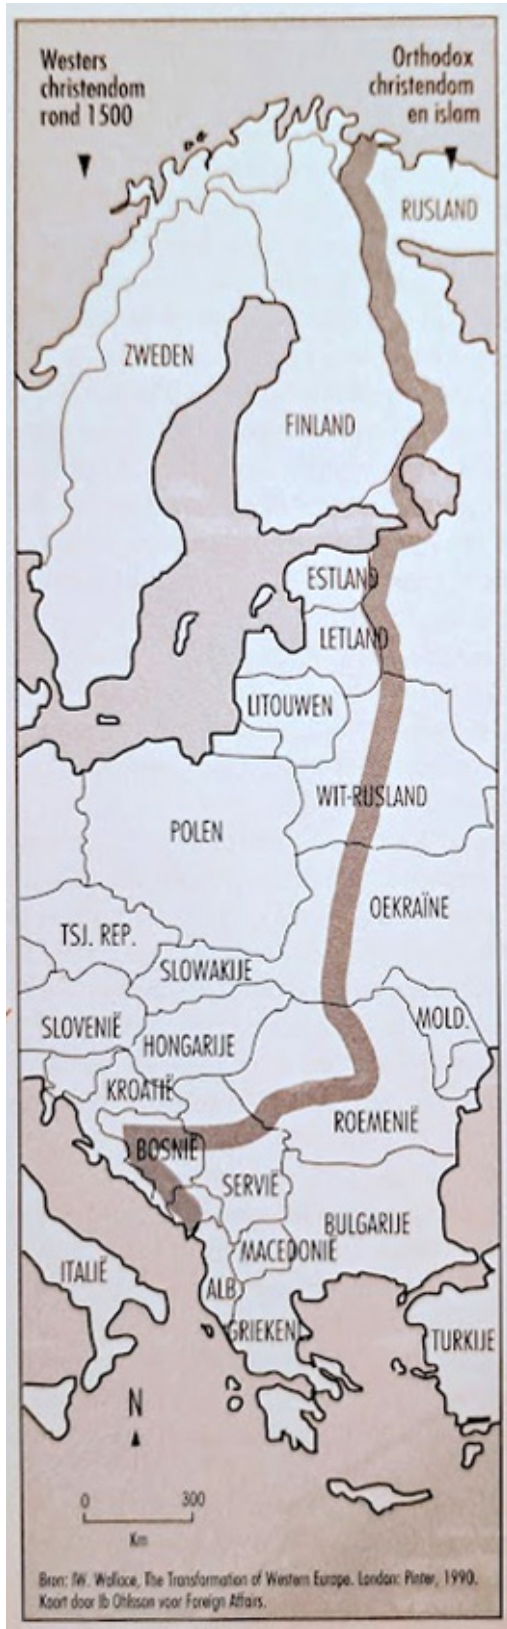 Westers
christendom
rond 1500
Orthodox
christendom
en islam
RUSLAND
ZWEDEN
FINLAND
ESTLAND
LETLAND
LITOUWEN
WIT-RUSLAND
POLEN
OEKRAÏNE
TSJ. REP.
SLOWAKIJE
MOLD.
SLOVENIË
HONGARIJE
KROATIË
ROEMENIË
BOSNIË
SERVIË
BULGARIJE
MACEDONIË
ITALIË
ALB
GRIEKENL
TURKIJE
N
0 300
Km
Bron: IW. Wallace, The Transformation of Western Europe. London: Pinter, 1990.
Kaart door Ib Ohlsson voor Foreign Affairs.